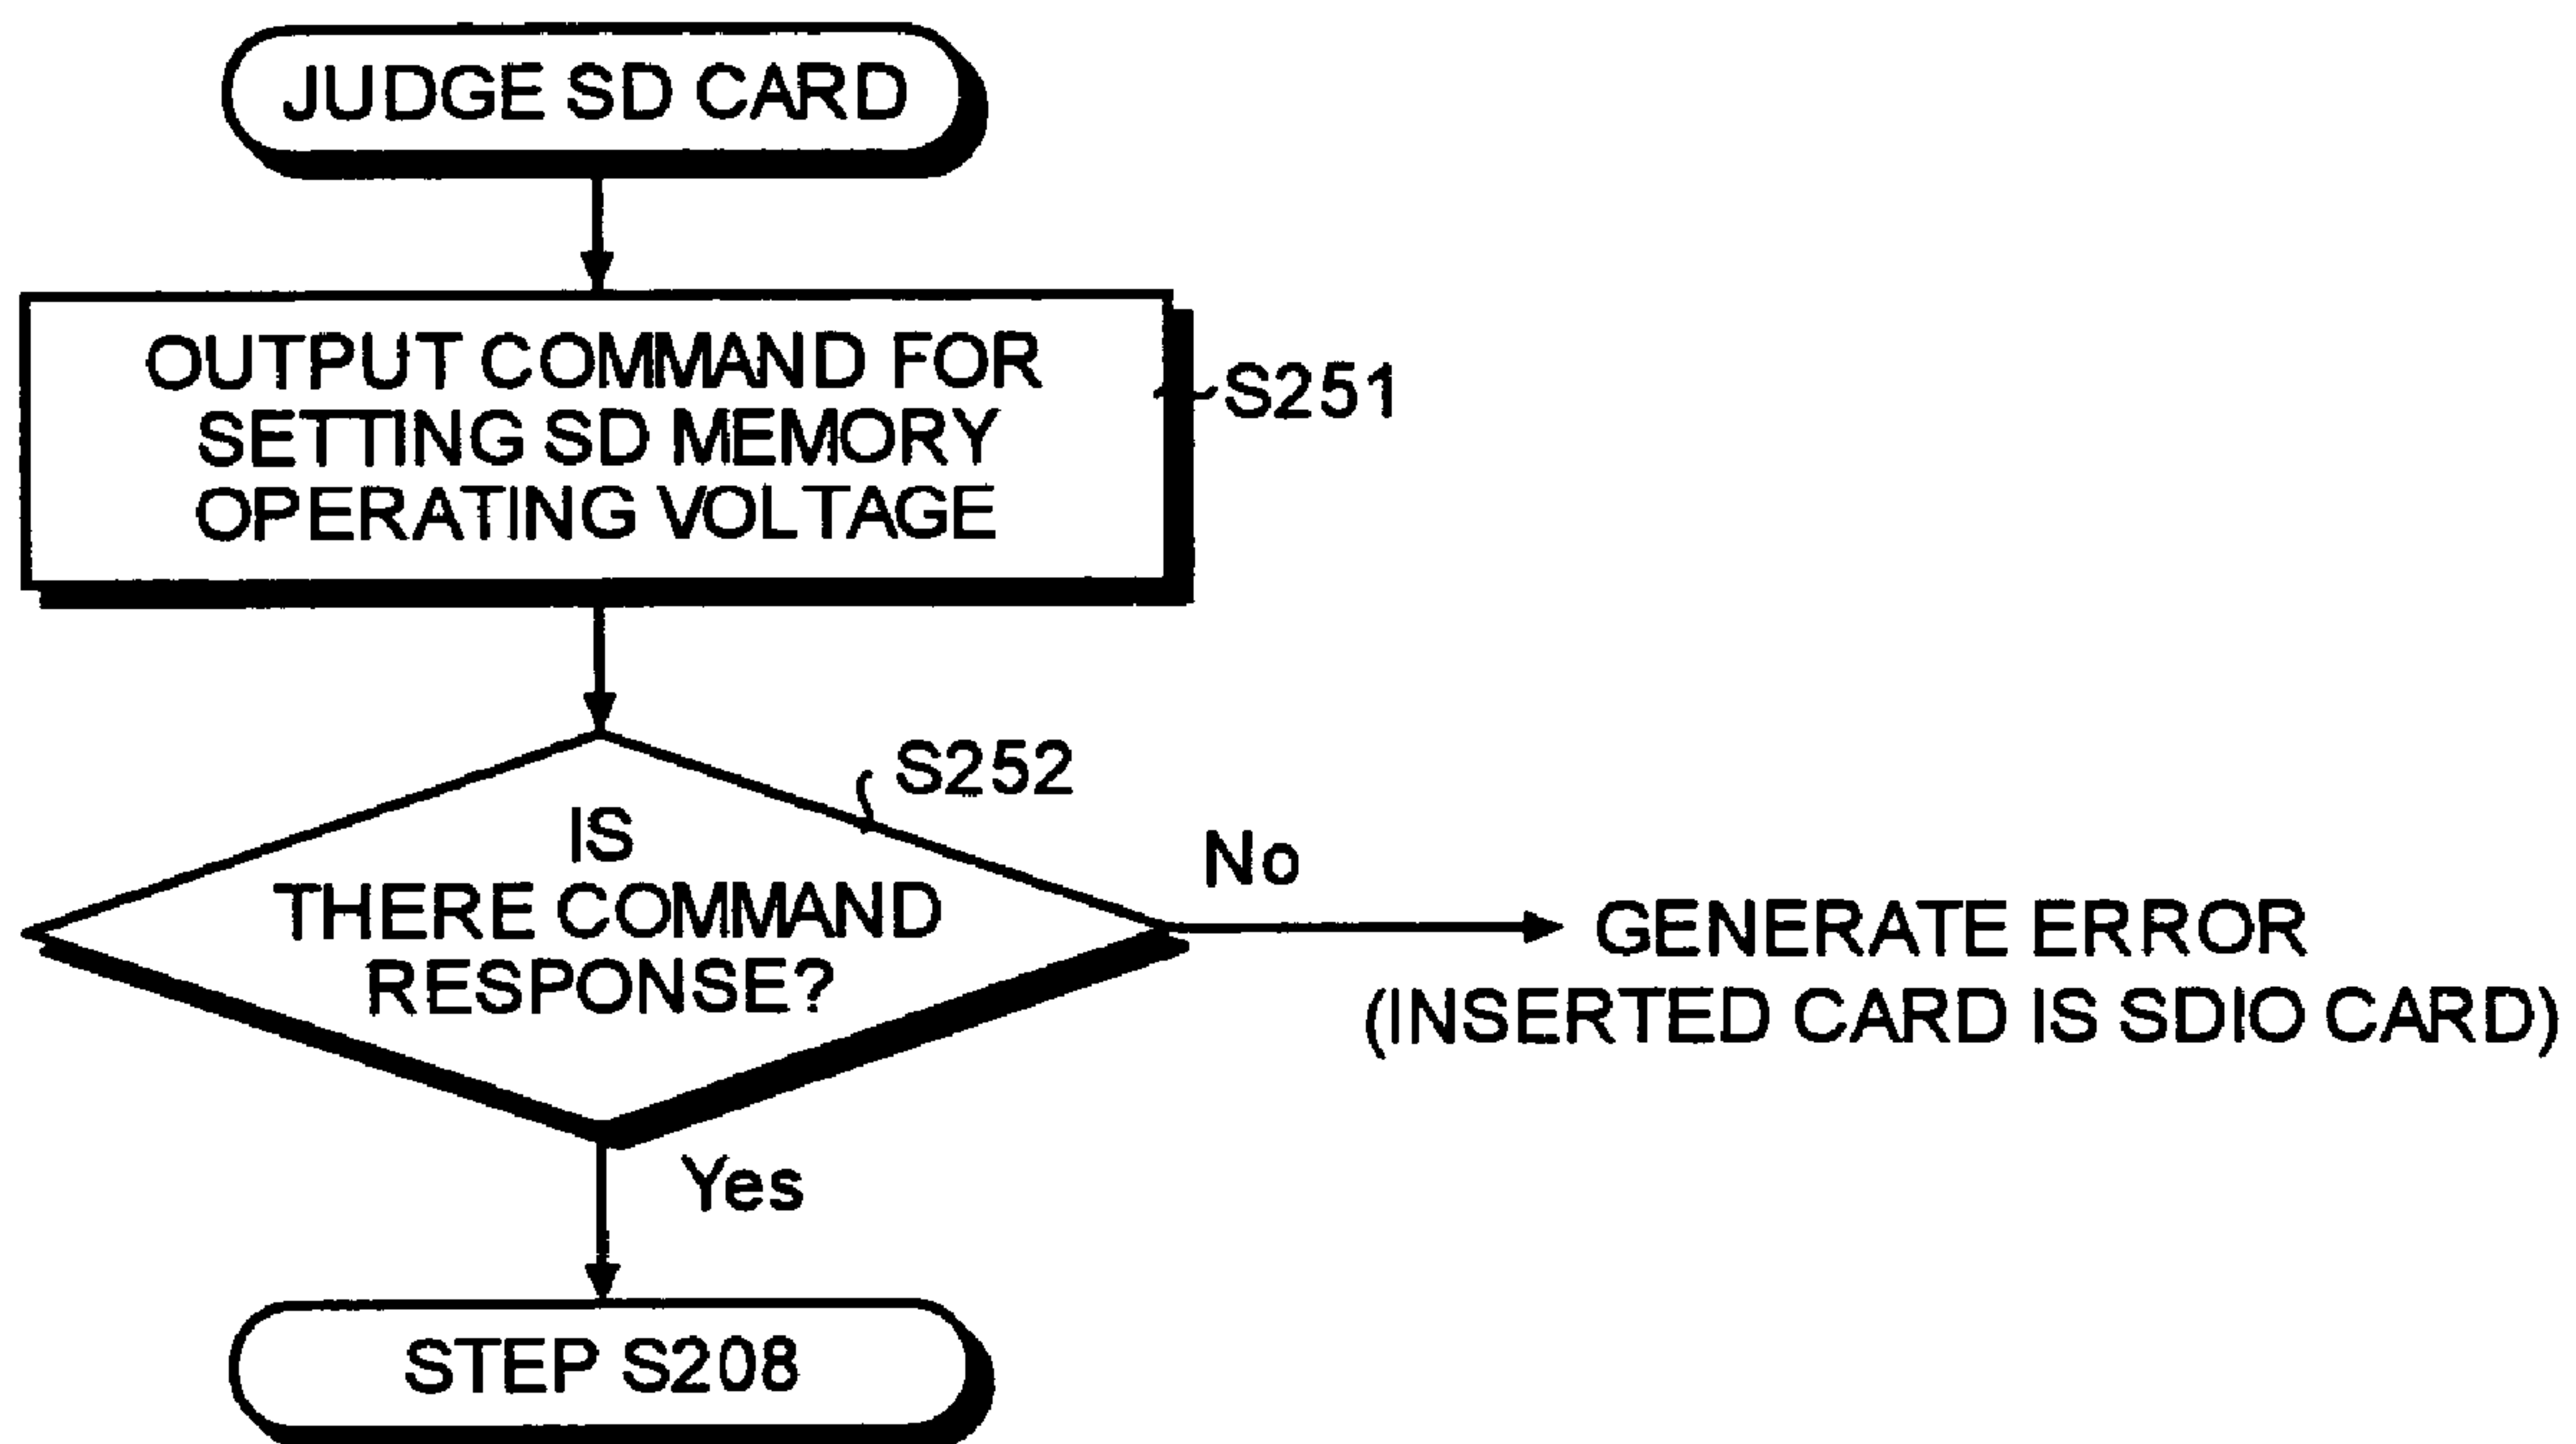 JUDGE SD CARD
OUTPUT COMMAND FOR
SETTING SD MEMORY
OPERATING VOLTAGE
S251
S252
IS
THERE COMMAND
RESPONSE?
No
GENERATE ERROR
(INSERTED CARD IS SDIO CARD)
Yes
STEP S208